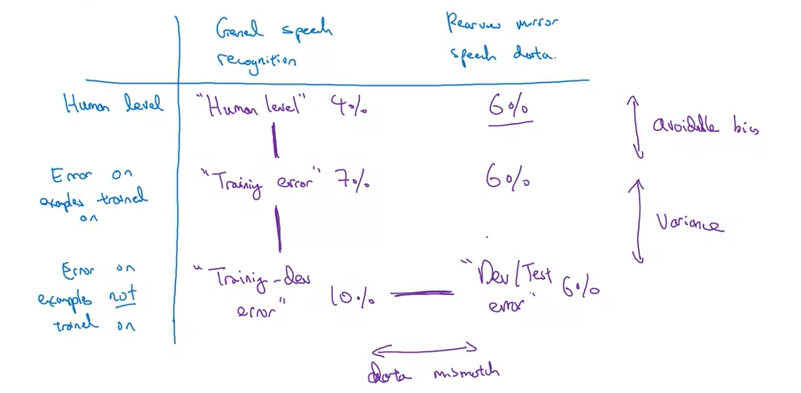 General speech
recognition
Rearview mirror
speech data.
Human level
"Human level" 4%
6%
avoidable bias
Error on
examples trained
on
"Training error" 7%
6%
Variance
Error on
examples not
trained on
"Training-dev
error"
10%
"Dev/Test
error" 6%
data mismatch